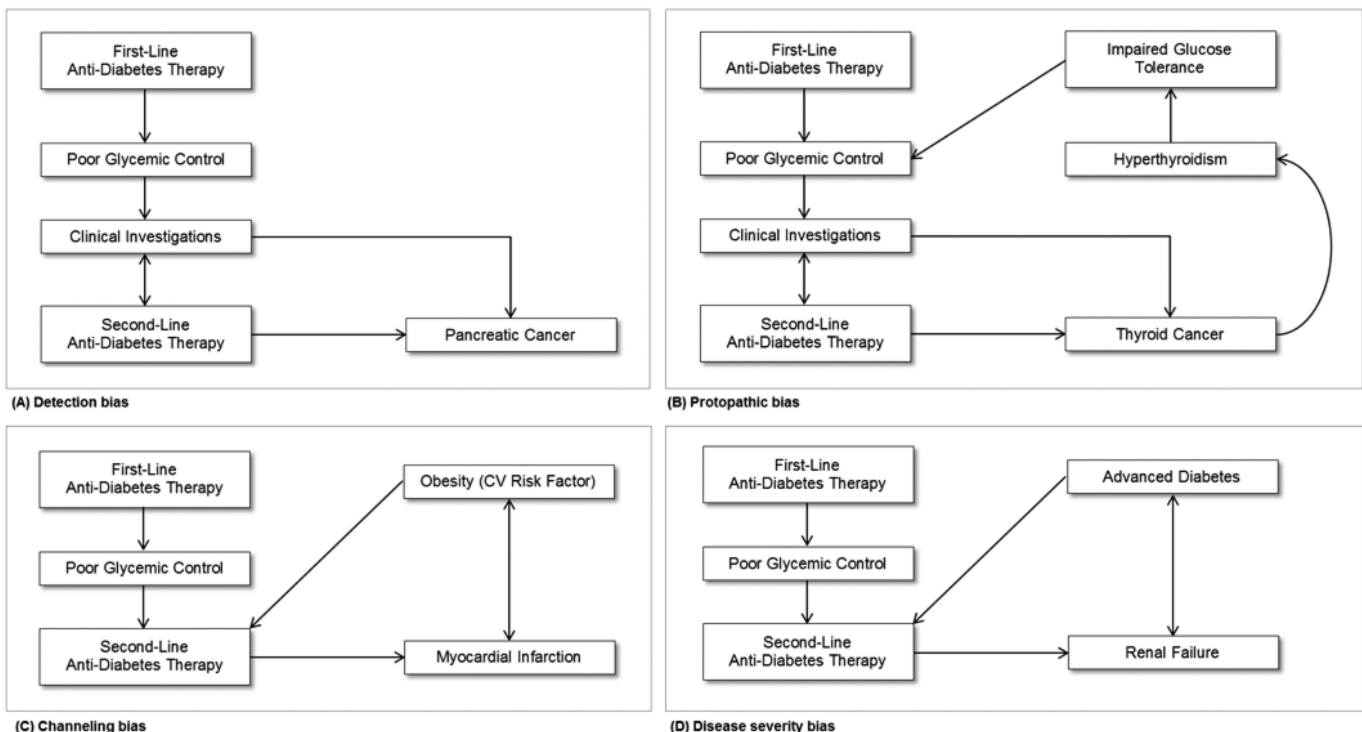 First-Line
Anti-Diabetes Therapy
Poor Glycemic Control
Clinical Investigations
Second-Line
Anti-Diabetes Therapy
Pancreatic Cancer
(A) Detection bias
First-Line
Anti-Diabetes Therapy
Impaired Glucose
Tolerance
Poor Glycemic Control
Hyperthyroidism
Clinical Investigations
Second-Line
Anti-Diabetes Therapy
Thyroid Cancer
(B) Protopathic bias
First-Line
Anti-Diabetes Therapy
Obesity (CV Risk Factor)
Poor Glycemic Control
Second-Line
Anti-Diabetes Therapy
Myocardial Infarction
(C) Channeling bias
First-Line
Anti-Diabetes Therapy
Advanced Diabetes
Poor Glycemic Control
Second-Line
Anti-Diabetes Therapy
Renal Failure
(D) Disease severity bias